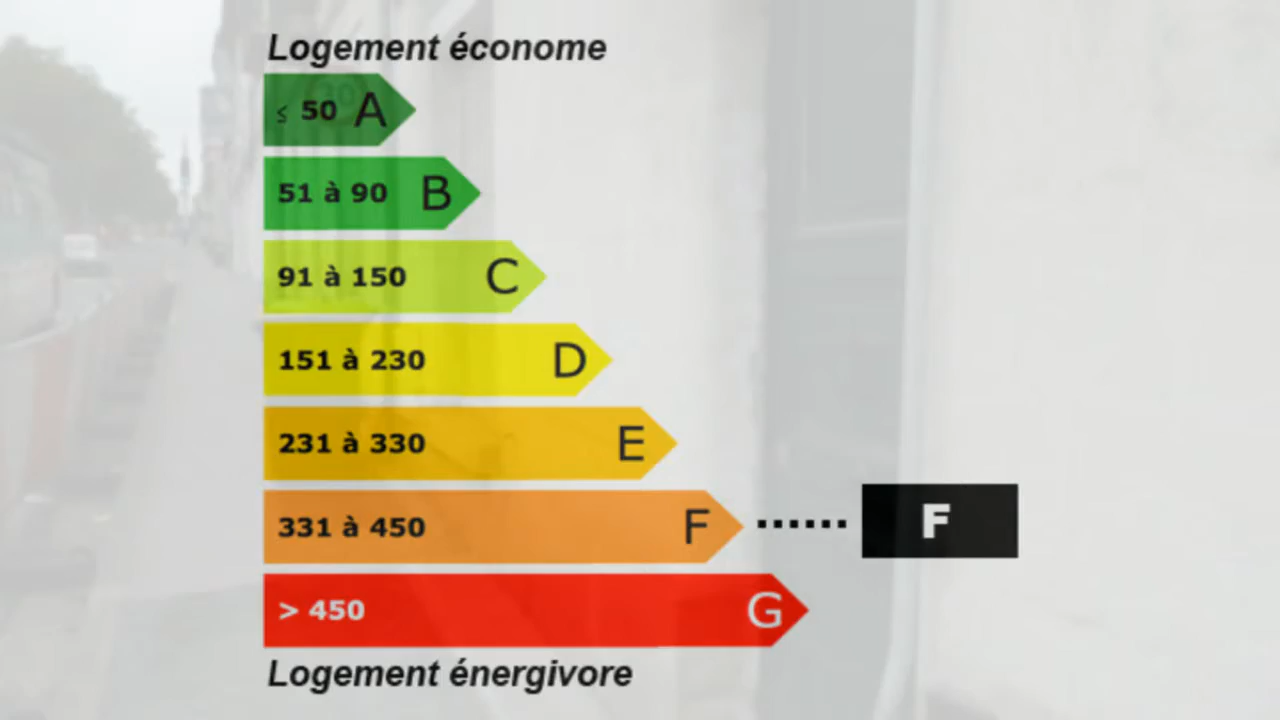 Logement économe
≤ 50 A
51 à 90 B
91 à 150 C
151 à 230 D
231 à 330 E
331 à 450 F F
> 450 G
Logement énergivore